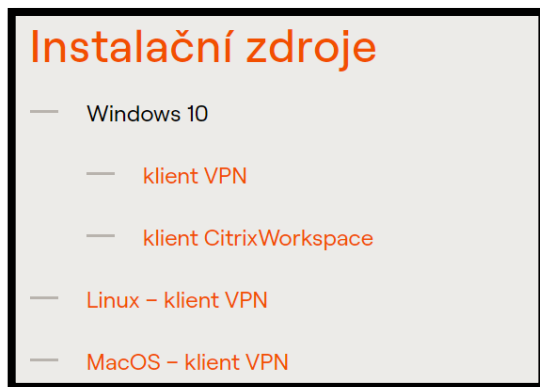 Instalační zdroje
Windows 10
klient VPN
klient CitrixWorkspace
Linux – klient VPN
MacOS – klient VPN